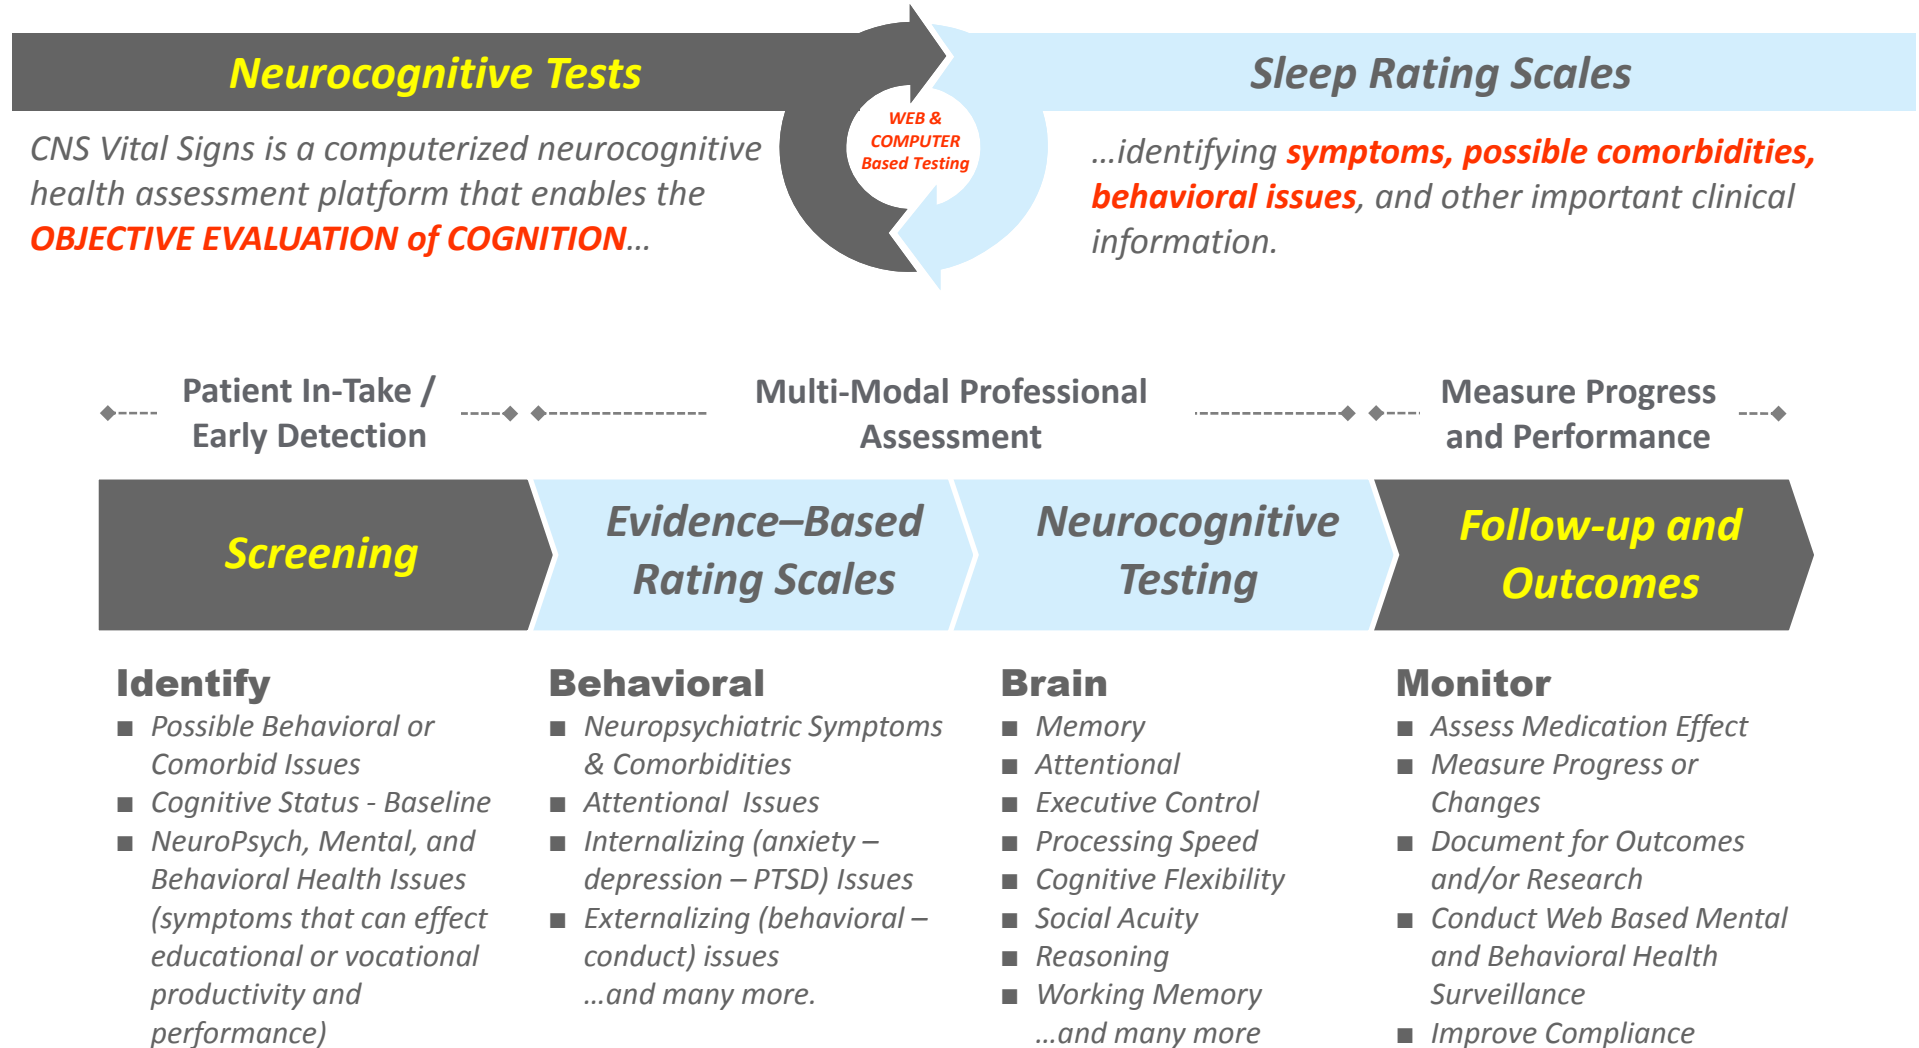 Neurocognitive Tests
CNS Vital Signs is a computerized neurocognitive
health assessment platform that enables the
OBJECTIVE EVALUATION of COGNITION…
WEB &
COMPUTER
Based Testing
Sleep Rating Scales
…identifying symptoms, possible comorbidities,
behavioral issues, and other important clinical
information.
Patient In-Take /
Early Detection
Multi-Modal Professional
Assessment
Measure Progress
and Performance
Screening
Evidence–Based
Rating Scales
Neurocognitive
Testing
Follow-up and
Outcomes
Identify
■ Possible Behavioral or
Comorbid Issues
■ Cognitive Status - Baseline
■ NeuroPsych, Mental, and
Behavioral Health Issues
(symptoms that can effect
educational or vocational
productivity and
performance)
Behavioral
■ Neuropsychiatric Symptoms
& Comorbidities
■ Attentional  Issues
■ Internalizing (anxiety –
depression – PTSD) Issues
■ Externalizing (behavioral –
conduct) issues
…and many more.
Brain
■ Memory
■ Attentional
■ Executive Control
■ Processing Speed
■ Cognitive Flexibility
■ Social Acuity
■ Reasoning
■ Working Memory
…and many more
Monitor
■ Assess Medication Effect
■ Measure Progress or
Changes
■ Document for Outcomes
and/or Research
■ Conduct Web Based Mental
and Behavioral Health
Surveillance
■ Improve Compliance